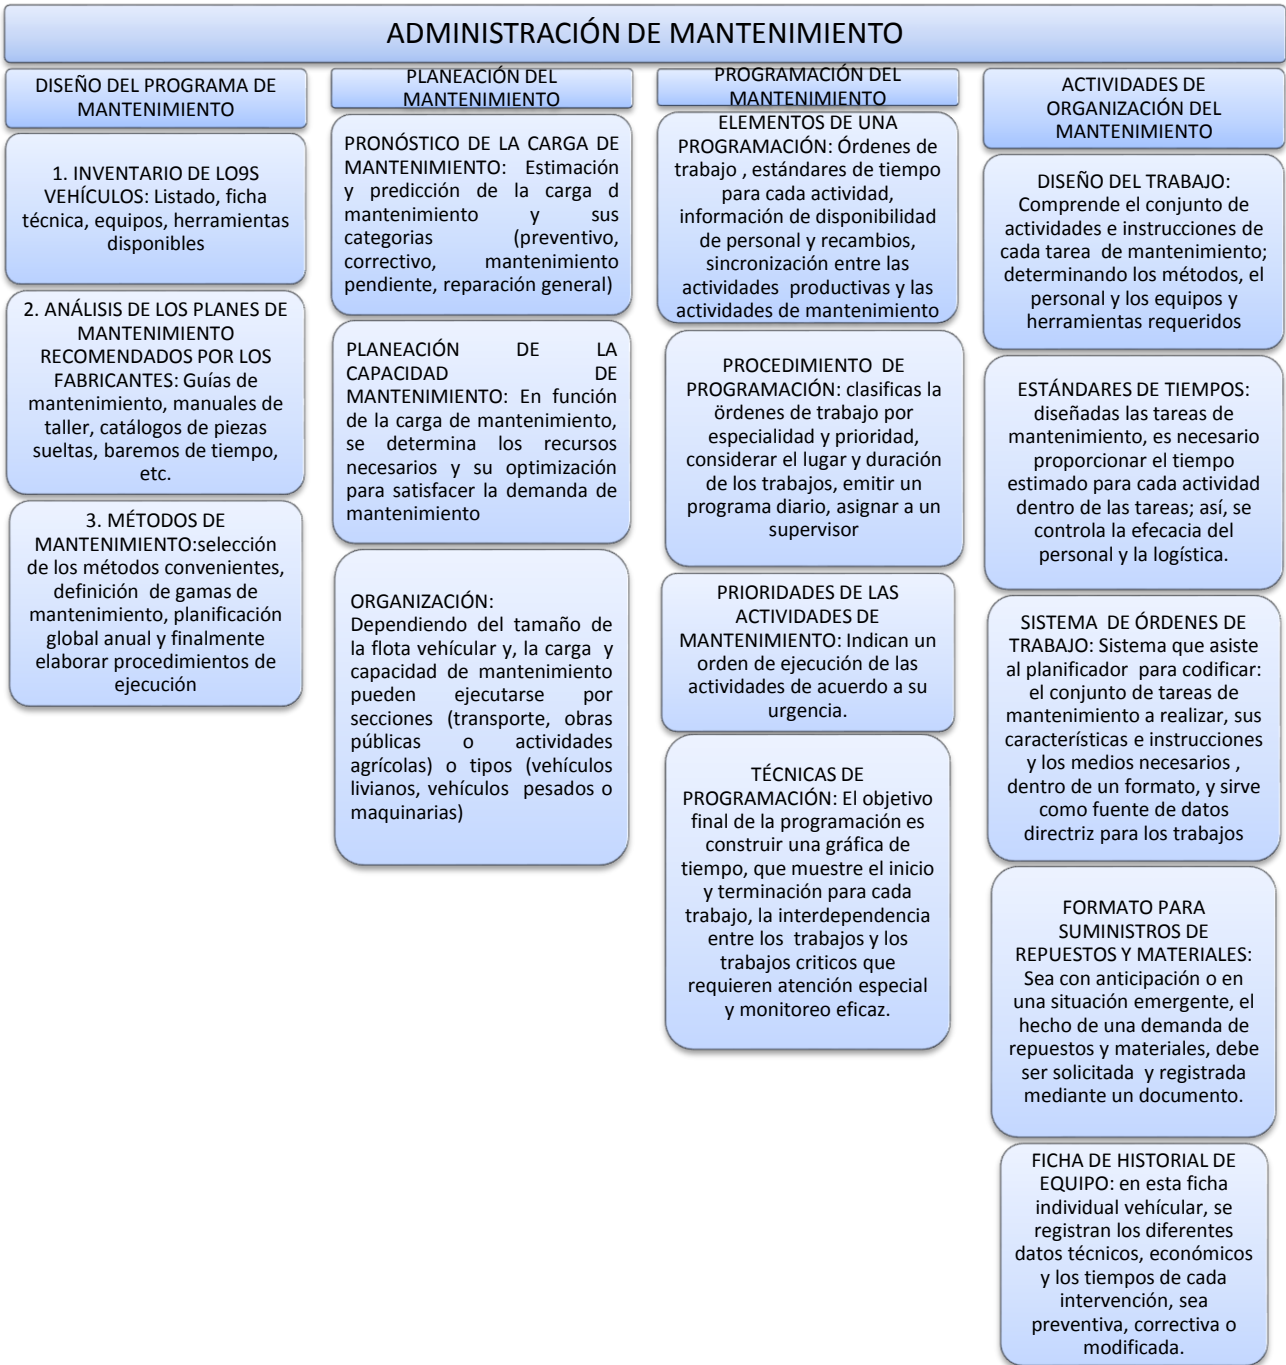 ADMINISTRACIÓN DE MANTENIMIENTO
DISEÑO DEL PROGRAMA DE
MANTENIMIENTO
1. INVENTARIO DE LO9S
VEHÍCULOS: Listado, ficha
técnica, equipos, herramientas
disponibles
2. ANÁLISIS DE LOS PLANES DE
MANTENIMIENTO
RECOMENDADOS POR LOS
FABRICANTES: Guías de
mantenimiento, manuales de
taller, catálogos de piezas
sueltas, baremos de tiempo,
etc.
3. MÉTODOS DE
MANTENIMIENTO:selección
de los métodos convenientes,
definición de gamas de
mantenimiento, planificación
global anual y finalmente
elaborar procedimientos de
ejecución
PLANEACIÓN DEL
MANTENIMIENTO
PRONÓSTICO DE LA CARGA DE
MANTENIMIENTO: Estimación
y predicción de la carga d
mantenimiento y sus
categorias (preventivo,
correctivo, mantenimiento
pendiente, reparación general)
PLANEACIÓN DE LA
CAPACIDAD DE
MANTENIMIENTO: En función
de la carga de mantenimiento,
se determina los recursos
necesarios y su optimización
para satisfacer la demanda de
mantenimiento
ORGANIZACIÓN:
Dependiendo del tamaño de
la flota vehícular y, la carga y
capacidad de mantenimiento
pueden ejecutarse por
secciones (transporte, obras
públicas o actividades
agrícolas) o tipos (vehículos
livianos, vehículos pesados o
maquinarias)
PROGRAMACIÓN DEL
MANTENIMIENTO
ELEMENTOS DE UNA
PROGRAMACIÓN: Órdenes de
trabajo , estándares de tiempo
para cada actividad,
información de disponibilidad
de personal y recambios,
sincronización entre las
actividades productivas y las
actividades de mantenimiento
PROCEDIMIENTO DE
PROGRAMACIÓN: clasificas la
ördenes de trabajo por
especialidad y prioridad,
considerar el lugar y duración
de los trabajos, emitir un
programa diario, asignar a un
supervisor
PRIORIDADES DE LAS
ACTIVIDADES DE
MANTENIMIENTO: Indican un
orden de ejecución de las
actividades de acuerdo a su
urgencia.
TÉCNICAS DE
PROGRAMACIÓN: El objetivo
final de la programación es
construir una gráfica de
tiempo, que muestre el inicio
y terminación para cada
trabajo, la interdependencia
entre los trabajos y los
trabajos criticos que
requieren atención especial
y monitoreo eficaz.
ACTIVIDADES DE
ORGANIZACIÓN DEL
MANTENIMIENTO
DISEÑO DEL TRABAJO:
Comprende el conjunto de
actividades e instrucciones de
cada tarea de mantenimiento;
determinando los métodos, el
personal y los equipos y
herramientas requeridos
ESTÁNDARES DE TIEMPOS:
diseñadas las tareas de
mantenimiento, es necesario
proporcionar el tiempo
estimado para cada actividad
dentro de las tareas; así, se
controla la efecacia del
personal y la logística.
SISTEMA DE ÓRDENES DE
TRABAJO: Sistema que asiste
al planificador para codificar:
el conjunto de tareas de
mantenimiento a realizar, sus
características e instrucciones
y los medios necesarios ,
dentro de un formato, y sirve
como fuente de datos
directriz para los trabajos
FORMATO PARA
SUMINISTROS DE
REPUESTOS Y MATERIALES:
Sea con anticipación o en
una situación emergente, el
hecho de una demanda de
repuestos y materiales, debe
ser solicitada y registrada
mediante un documento.
FICHA DE HISTORIAL DE
EQUIPO: en esta ficha
individual vehícular, se
registran los diferentes
datos técnicos, económicos
y los tiempos de cada
intervención, sea
preventiva, correctiva o
modificada.